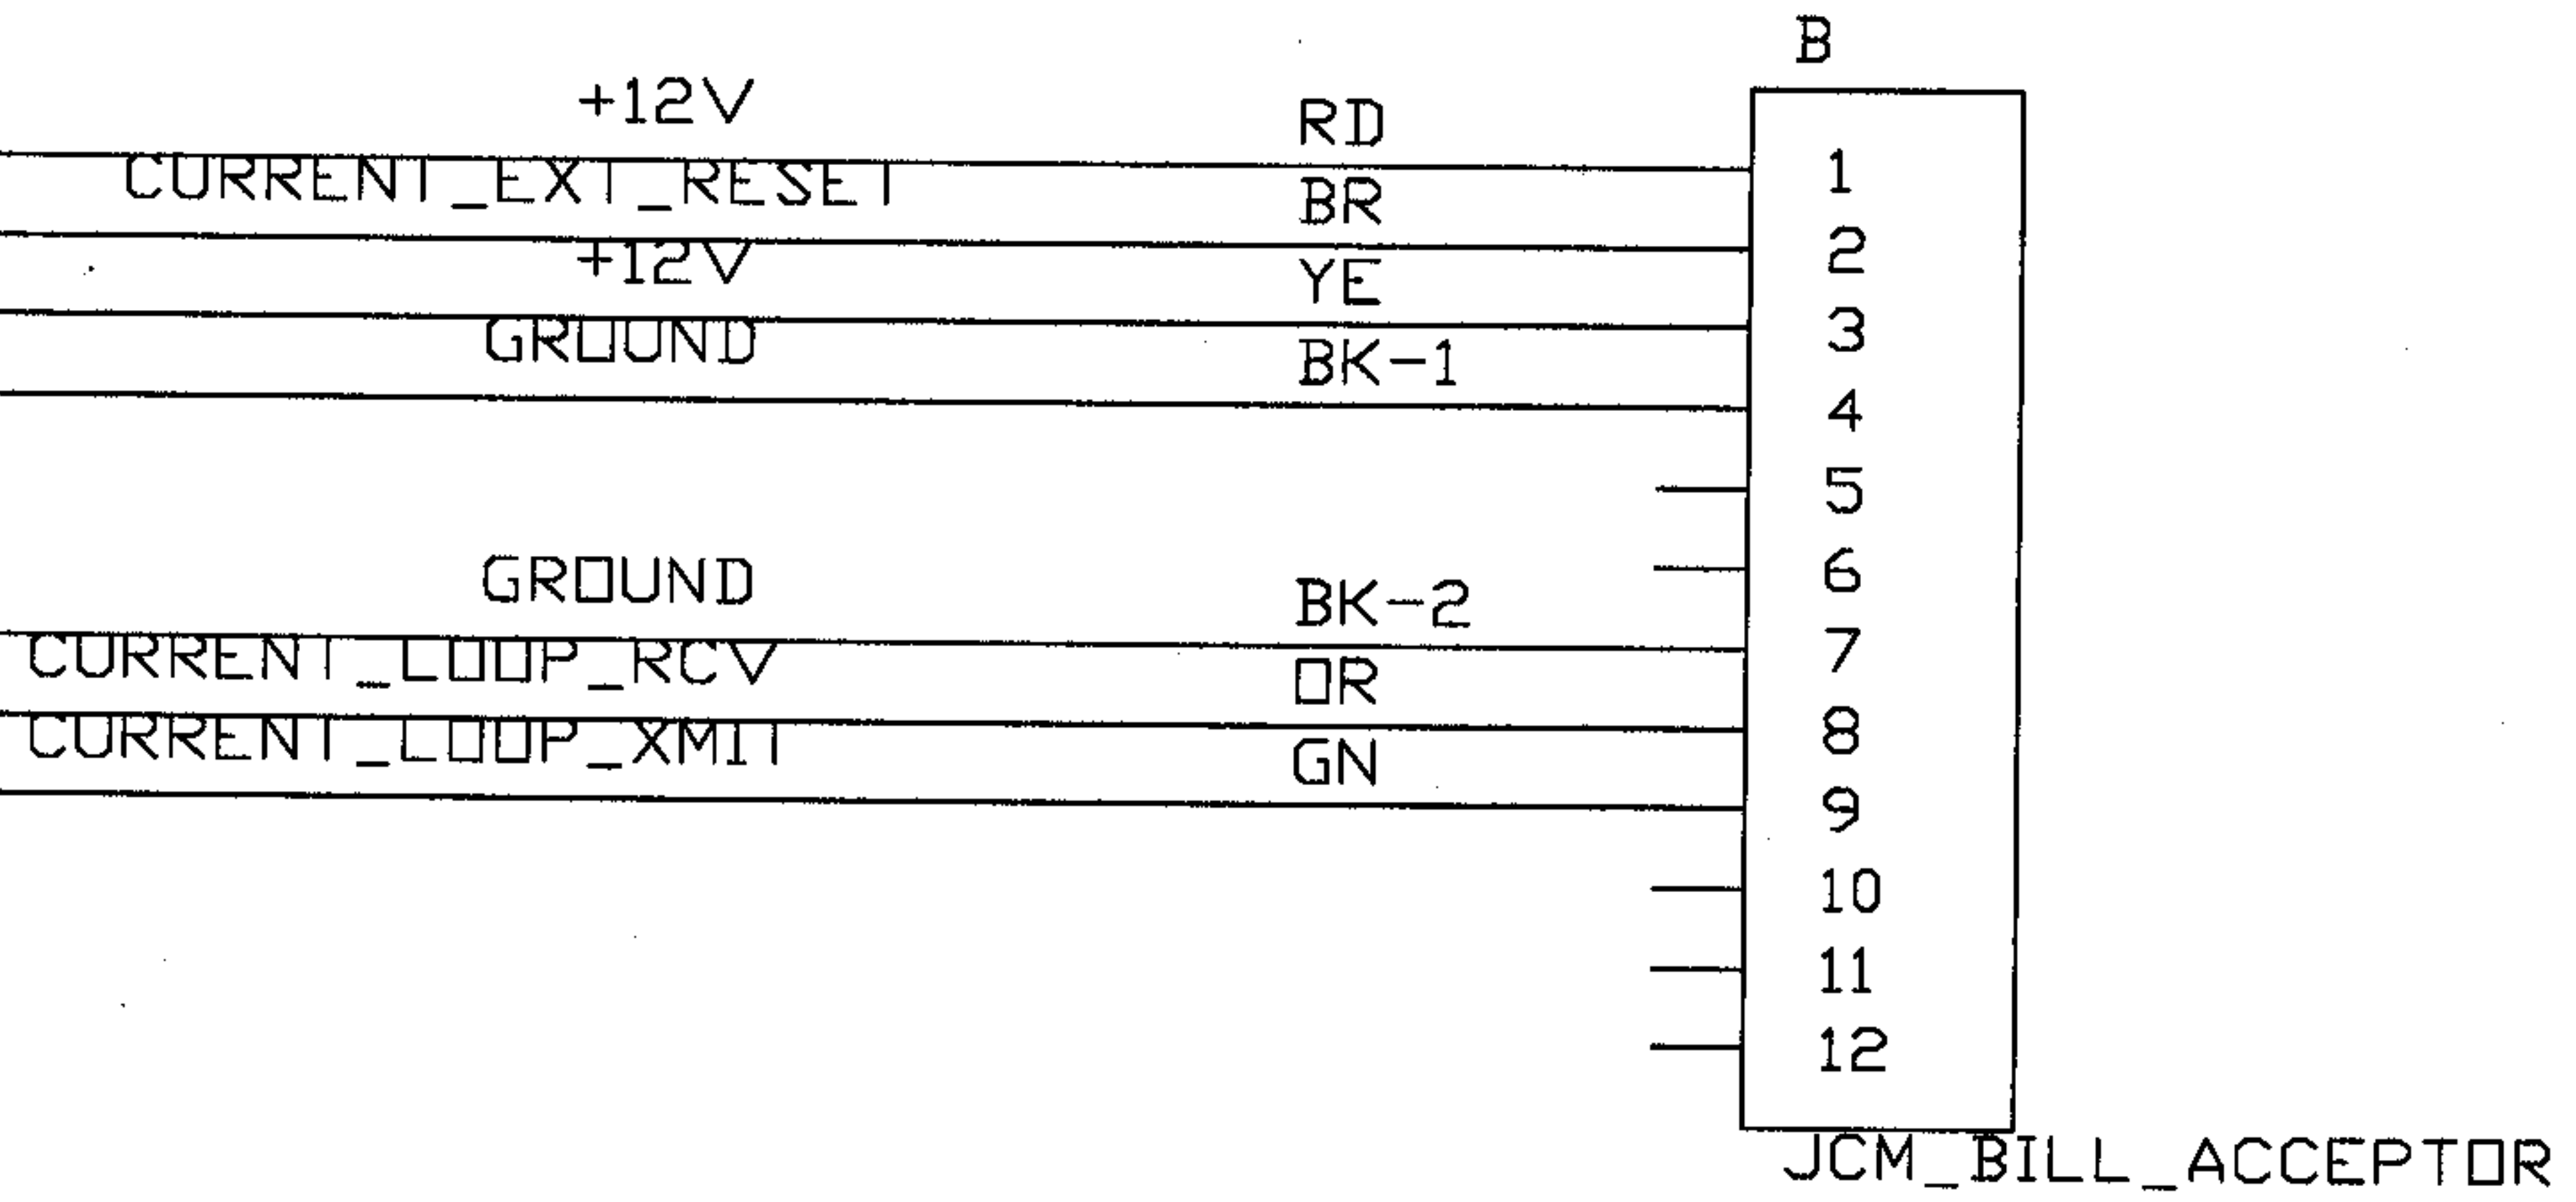 B
+12V RD
1
CURRENT_EXT_RESET BR
2
+12V YE
3
GROUND BK-1
4
5
6
GROUND BK-2
7
CURRENT_LOOP_RCV OR
8
CURRENT_LOOP_XMIT GN
9
10
11
12
JCM_BILL_ACCEPTOR